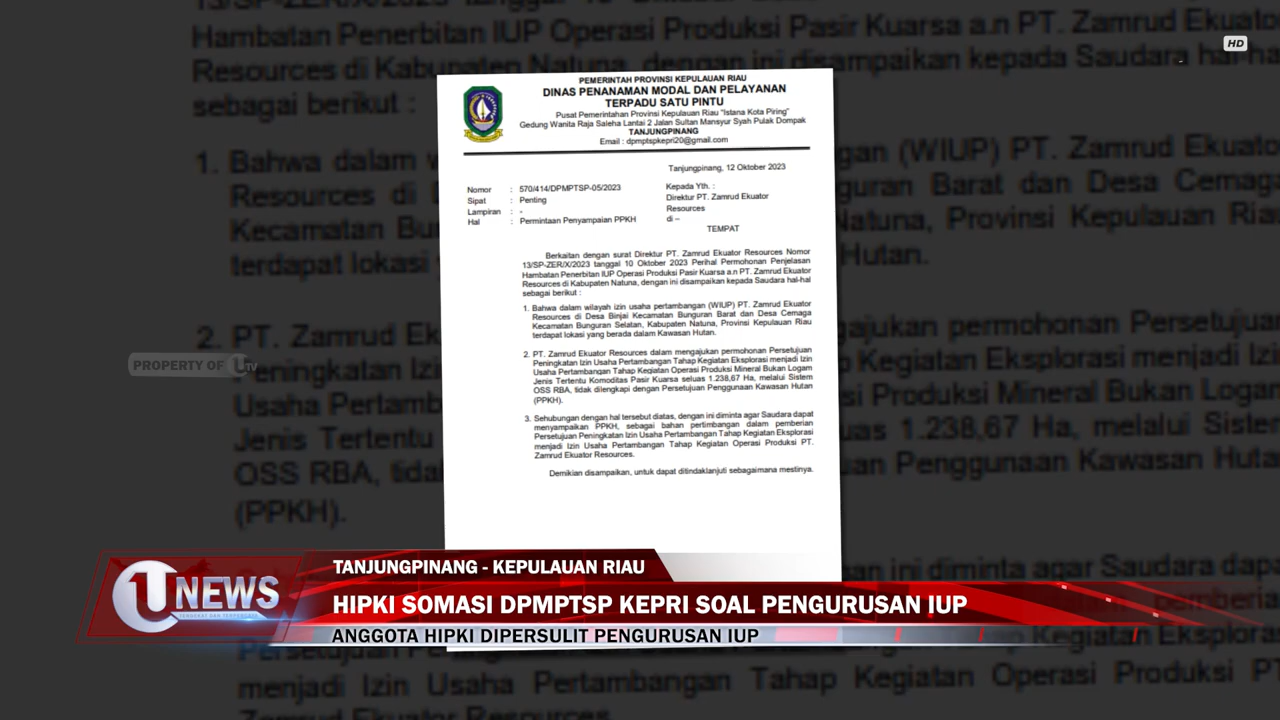 HD
PEMERINTAH PROVINSI KEPULAUAN RIAU
DINAS PENANAMAN MODAL DAN PELAYANAN
TERPADU SATU PINTU
Pusat Pemerintahan Provinsi Kepulauan Riau "Istana Kota Piring"
Gedung Wanita Raja Saleha Lantai 2 Jalan Sultan Mansyur Syah Pulak Dompak
TANJUNGPINANG
Email : dpmptspkepri20@gmail.com
Tanjungpinang, 12 Oktober 2023
Nomor : 570/414/DPMPTSP-05/2023
Sipat : Penting
Lampiran : -
Hal : Permintaan Penyampaian PPKH
Kepada Yth. :
Direktur PT. Zamrud Ekuator
Resources
di –
TEMPAT
Berkaitan dengan surat Direktur PT. Zamrud Ekuator Resources Nomor
13/SP-ZER/X/2023 tanggal 10 Oktober 2023 Perihal Permohonan Penjelasan
Hambatan Penerbitan IUP Operasi Produksi Pasir Kuarsa a.n PT. Zamrud Ekuator
Resources di Kabupaten Natuna, dengan ini disampaikan kepada Saudara hal-hal
sebagai berikut :
1. Bahwa dalam wilayah izin usaha pertambangan (WIUP) PT. Zamrud Ekuator
Resources di Desa Binjai Kecamatan Bunguran Barat dan Desa Cemaga
Kecamatan Bunguran Selatan, Kabupaten Natuna, Provinsi Kepulauan Riau
terdapat lokasi yang berada dalam Kawasan Hutan.
2. PT. Zamrud Ekuator Resources dalam mengajukan permohonan Persetujuan
Peningkatan Izin Usaha Pertambangan Tahap Kegiatan Eksplorasi menjadi Izin
Usaha Pertambangan Tahap Kegiatan Operasi Produksi Mineral Bukan Logam
Jenis Tertentu Komoditas Pasir Kuarsa seluas 1.238,67 Ha, melalui Sistem
OSS RBA, tidak dilengkapi dengan Persetujuan Penggunaan Kawasan Hutan
(PPKH).
3. Sehubungan dengan hal tersebut diatas, dengan ini diminta agar Saudara dapat
menyampaikan PPKH, sebagai bahan pertimbangan dalam pemberian
Persetujuan Peningkatan Izin Usaha Pertambangan Tahap Kegiatan Eksplorasi
menjadi Izin Usaha Pertambangan Tahap Kegiatan Operasi Produksi PT.
Zamrud Ekuator Resources.
Demikian disampaikan, untuk dapat ditindaklanjuti sebagaimana mestinya.
PROPERTY OF UTV
U NEWS
TANJUNGPINANG - KEPULAUAN RIAU
HIPKI SOMASI DPMPTSP KEPRI SOAL PENGURUSAN IUP
ANGGOTA HIPKI DIPERSULIT PENGURUSAN IUP